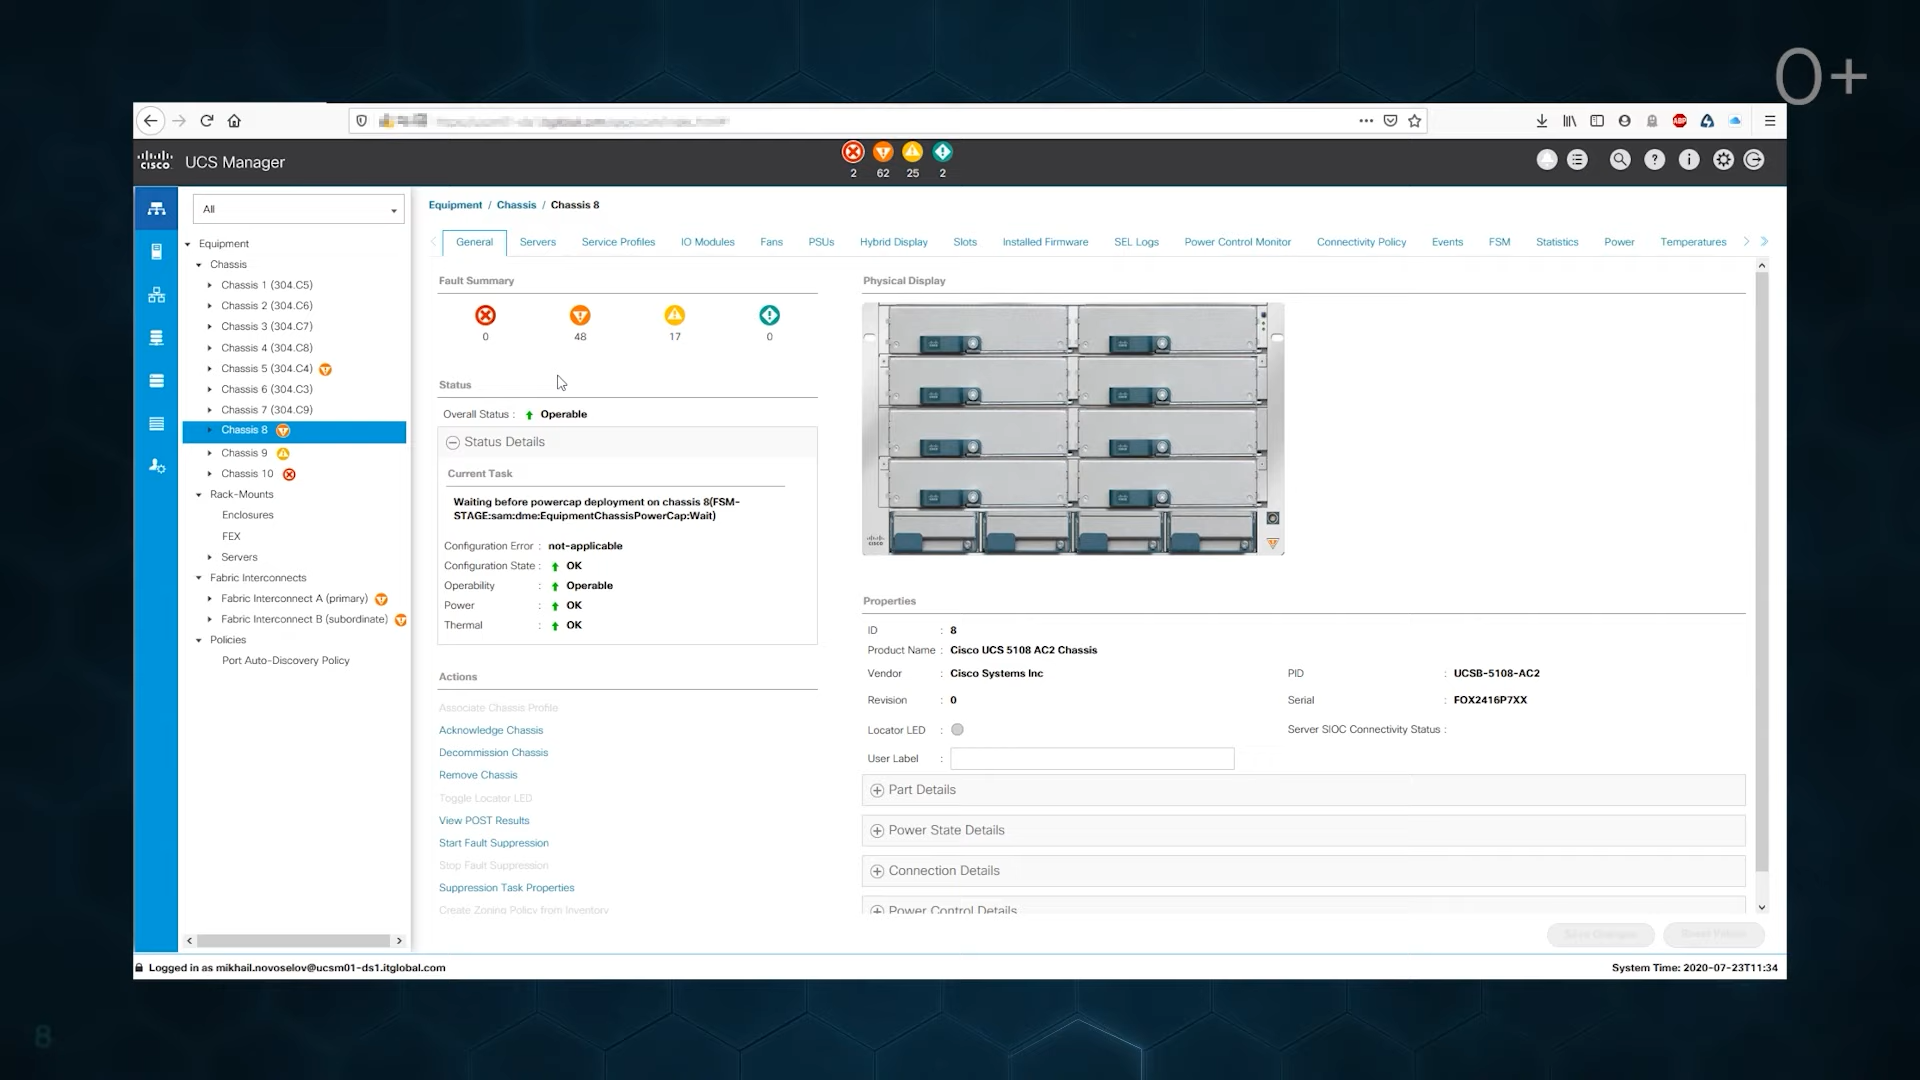 0+
cisco UCS Manager
2 62 25 2
All
Equipment
Chassis
Chassis 1 (304.C5)
Chassis 2 (304.C6)
Chassis 3 (304.C7)
Chassis 4 (304.C8)
Chassis 5 (304.C4)
Chassis 6 (304.C3)
Chassis 7 (304.C9)
Chassis 8
Chassis 9
Chassis 10
Rack-Mounts
Enclosures
FEX
Servers
Fabric Interconnects
Fabric Interconnect A (primary)
Fabric Interconnect B (subordinate)
Policies
Port Auto-Discovery Policy
Equipment / Chassis / Chassis 8
General Servers Service Profiles IO Modules Fans PSUs Hybrid Display Slots Installed Firmware SEL Logs Power Control Monitor Connectivity Policy Events FSM Statistics Power Temperatures
Fault Summary
0 48 17 0
Status
Overall Status : Operable
Status Details
Current Task
Waiting before powercap deployment on chassis 8(FSM-
STAGE:sam:dme:EquipmentChassisPowerCap:Wait)
Configuration Error : not-applicable
Configuration State : OK
Operability : Operable
Power : OK
Thermal : OK
Actions
Associate Chassis Profile
Acknowledge Chassis
Decommission Chassis
Remove Chassis
Toggle Locator LED
View POST Results
Start Fault Suppression
Stop Fault Suppression
Suppression Task Properties
Create Zoning Policy from Inventory
Physical Display
cisco
Properties
ID : 8
Product Name : Cisco UCS 5108 AC2 Chassis
Vendor : Cisco Systems Inc PID : UCSB-5108-AC2
Revision : 0 Serial : FOX2416P7XX
Locator LED : Server SIOC Connectivity Status :
User Label :
Part Details
Power State Details
Connection Details
Power Control Details
Logged in as mikhail.novoselov@ucsm01-ds1.itglobal.com System Time: 2020-07-23T11:34
8